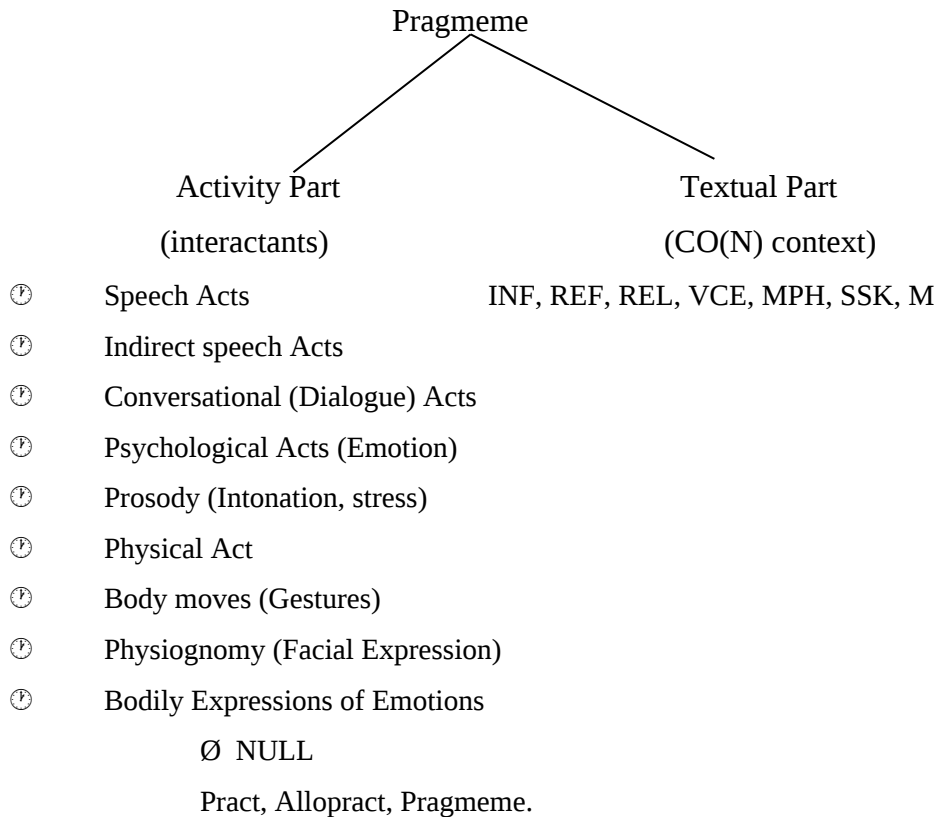 Pragmeme
Activity Part Textual Part
(interactants) (CO(N) context)
Speech Acts INF, REF, REL, VCE, MPH, SSK, M
Indirect speech Acts
Conversational (Dialogue) Acts
Psychological Acts (Emotion)
Prosody (Intonation, stress)
Physical Act
Body moves (Gestures)
Physiognomy (Facial Expression)
Bodily Expressions of Emotions
Ø NULL
Pract, Allopract, Pragmeme.